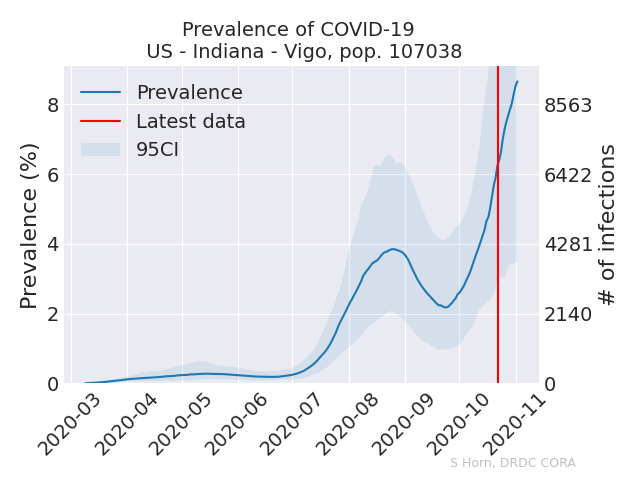 Prevalence of COVID-19
US - Indiana - Vigo, pop. 107038
Prevalence
Latest data
95CI
Prevalence (%)
8
6
4
2
0
8563
6422
4281
2140
0
# of infections
2020-03
2020-04
2020-05
2020-06
2020-07
2020-08
2020-09
2020-10
2020-11
S Horn, DRDC CORA